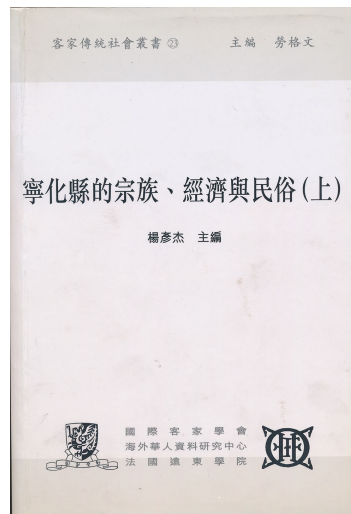 客家傳統社會叢書㉓　主編　勞格文
寧化縣的宗族、經濟與民俗(上)
楊彥杰　主編
國際客家學會
海外華人資料研究中心
法國遠東學院